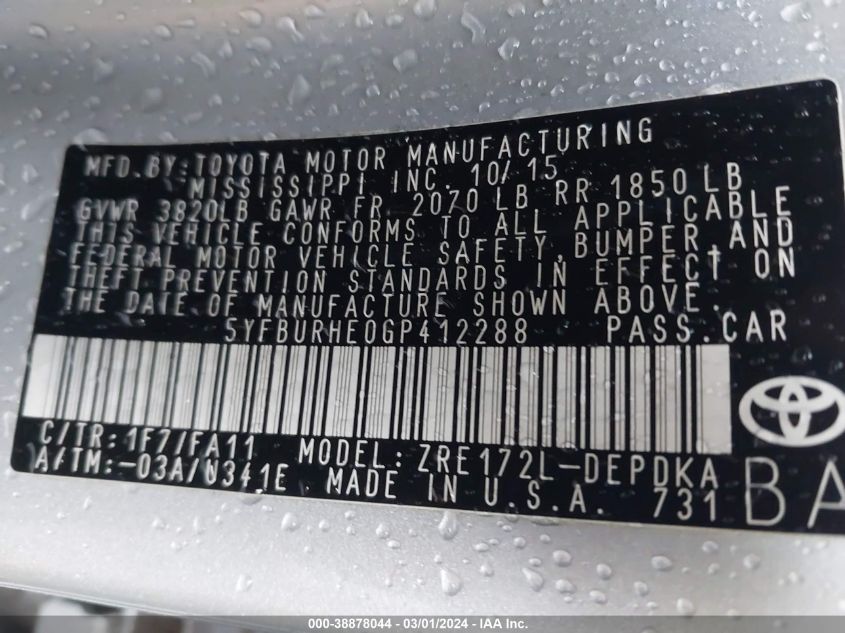 MFD.BY:TOYOTA MOTOR MANUFACTURING
MISSISSIPPI INC. 10/15
GVWR 3820LB GAWR FR 2070 LB RR 1850 LB
THIS VEHICLE CONFORMS TO ALL APPLICABLE
FEDERAL MOTOR VEHICLE SAFETY,BUMPER,AND
THEFT PREVENTION STANDARDS IN EFFECT ON
THE DATE OF MANUFACTURE SHOWN ABOVE.
5YFBURHE0GP412288 PASS.CAR
C/TR:1F7/FA11 MODEL:ZRE172L-DEPDKA
A/TM:-03A/U341E MADE IN U.S.A. 731 BA
000-38878044 - 03/01/2024 - IAA Inc.